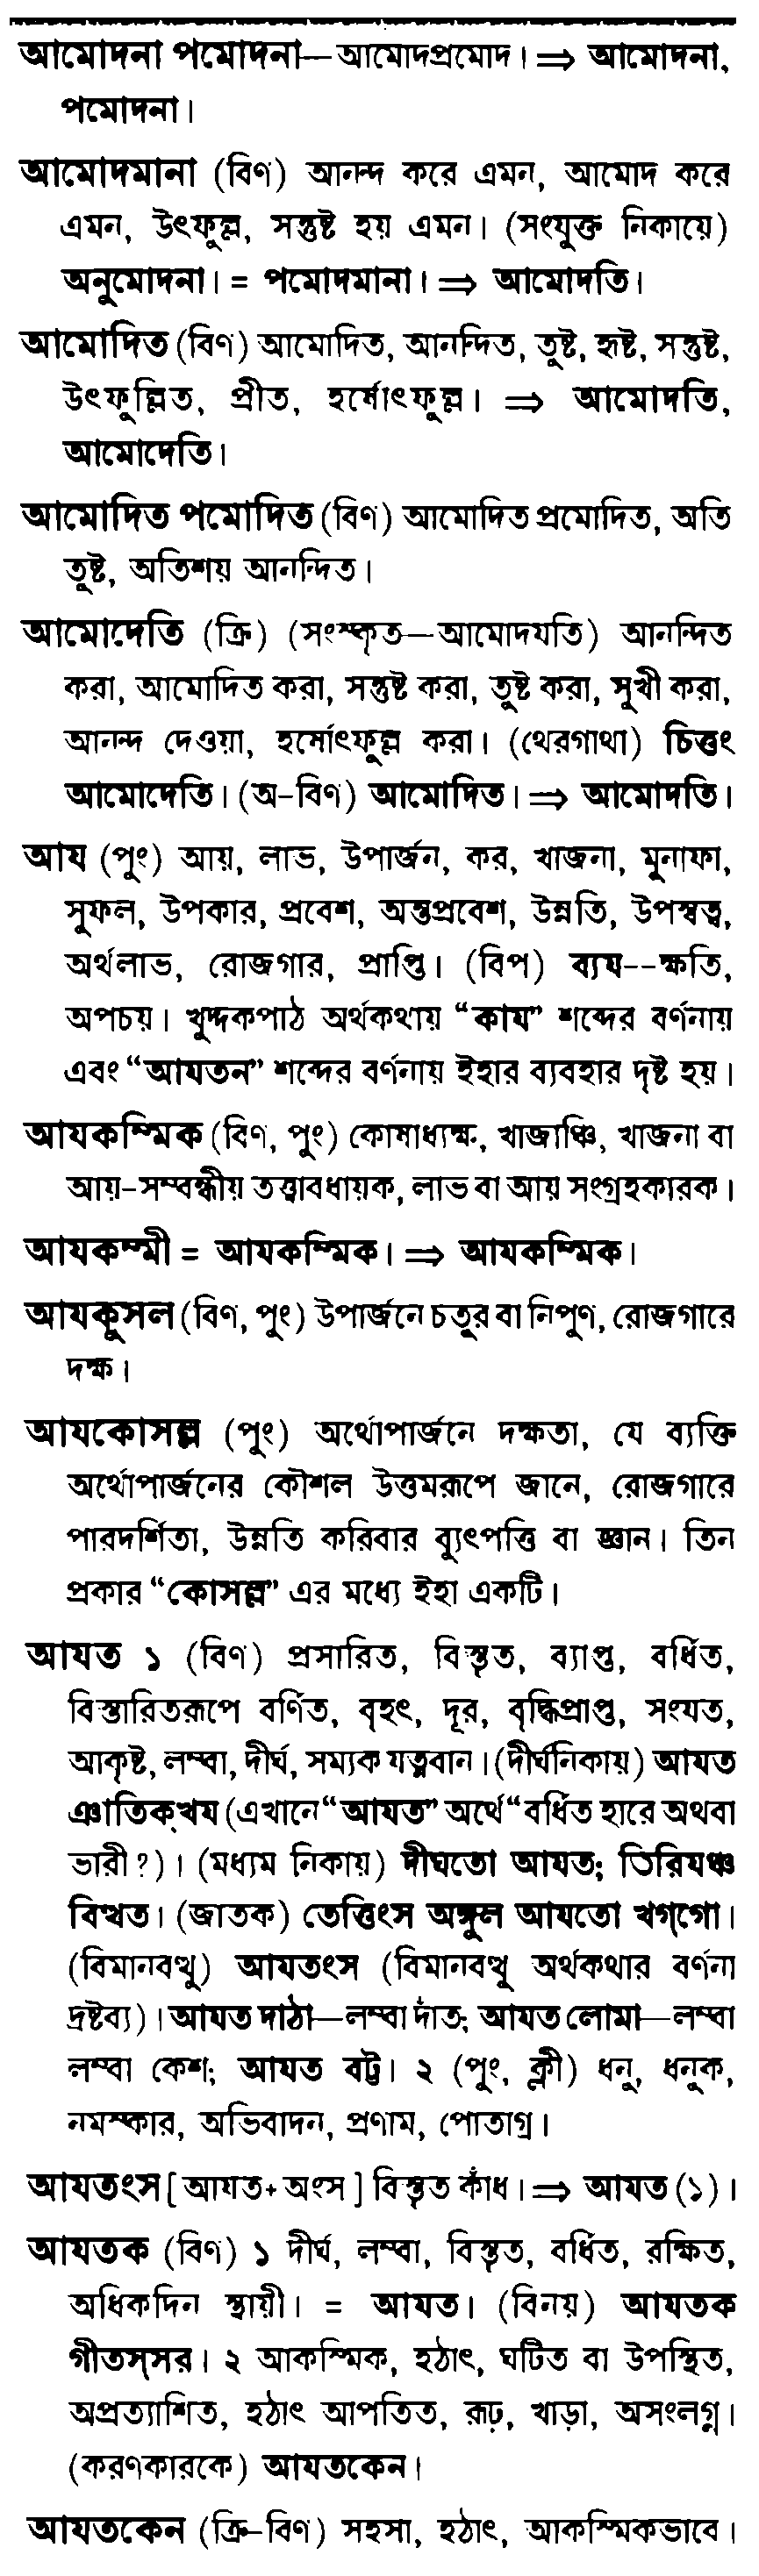 আমোদনা পমোদনা—আমোদপ্রমোদ। ⇒ আমোদনা,
পমোদনা।
আমোদমানা (বিণ) আনন্দ করে এমন, আমোদ করে
এমন, উৎফুল্ল, সন্তুষ্ট হয় এমন। (সংযুক্ত নিকায়ে)
অনুমোদনা। = পমোদমানা। ⇒ আমোদতি।
আমোদিত (বিণ) আমোদিত, আনন্দিত, তুষ্ট, হৃষ্ট, সন্তুষ্ট,
উৎফুল্লিত, প্রীত, হর্ষোৎফুল্ল। ⇒ আমোদতি,
আমোদেতি।
আমোদিত পমোদিত (বিণ) আমোদিত প্রমোদিত, অতি
তুষ্ট, অতিশয় আনন্দিত।
আমোদেতি (ক্রি) (সংস্কৃত—আমোদযতি) আনন্দিত
করা, আমোদিত করা, সন্তুষ্ট করা, তুষ্ট করা, সুখী করা,
আনন্দ দেওয়া, হর্ষোৎফুল্ল করা। (থেরগাথা) চিত্তং
আমোদেতি। (অ-বিণ) আমোদিত। ⇒ আমোদতি।
আয (পুং) আয়, লাভ, উপার্জন, কর, খাজনা, মুনাফা,
সুফল, উপকার, প্রবেশ, অন্তপ্রবেশ, উন্নতি, উপস্বত্ব,
অর্থলাভ, রোজগার, প্রাপ্তি। (বিপ) ব্যয--ক্ষতি,
অপচয়। খুদ্দকপাঠ অর্থকথায় “কায” শব্দের বর্ণনায়
এবং “আযতন” শব্দের বর্ণনায় ইহার ব্যবহার দৃষ্ট হয়।
আযকম্মিক (বিণ, পুং) কোষাধ্যক্ষ, খাজাঞ্চি, খাজনা বা
আয়-সম্বন্ধীয় তত্ত্বাবধায়ক, লাভ বা আয় সংগ্রহকারক।
আযকম্মী = আযকম্মিক। ⇒ আযকম্মিক।
আযকুসল (বিণ, পুং) উপার্জনে চতুর বা নিপুণ, রোজগারে
দক্ষ।
আযকোসল্ল (পুং) অর্থোপার্জনে দক্ষতা, যে ব্যক্তি
অর্থোপার্জনের কৌশল উত্তমরূপে জানে, রোজগারে
পারদর্শিতা, উন্নতি করিবার ব্যুৎপত্তি বা জ্ঞান। তিন
প্রকার “কোসল্ল” এর মধ্যে ইহা একটি।
আযত ১ (বিণ) প্রসারিত, বিস্তৃত, ব্যাপ্ত, বর্ধিত,
বিস্তারিতরূপে বর্ণিত, বৃহৎ, দূর, বৃদ্ধিপ্রাপ্ত, সংযত,
আকৃষ্ট, লম্বা, দীর্ঘ, সম্যক যত্নবান। (দীর্ঘনিকায়) আযত
ঞাতিক্খয (এখানে “আযত” অর্থে “বর্ধিত হারে অথবা
ভারী?)। (মধ্যম নিকায়) দীঘতো আযত; তিরিযঞ্চ
বিত্থত। (জাতক) তেত্তিংস অঙ্গুল আযতো খগ্গো।
(বিমানবত্থু) আযতংস (বিমানবত্থু অর্থকথার বর্ণনা
দ্রষ্টব্য)। আযত দাঠা—লম্বা দাঁত; আযত লোমা—লম্বা
লম্বা কেশ; আযত বট্ট। ২ (পুং, ক্লী) ধনু, ধনুক,
নমস্কার, অভিবাদন, প্রণাম, পোতাগ্র।
আযতংস [আযত+ অংস] বিস্তৃত কাঁধ। ⇒ আযত (১)।
আযতক (বিণ) ১ দীর্ঘ, লম্বা, বিস্তৃত, বর্ধিত, রক্ষিত,
অধিকদিন স্থায়ী। = আযত। (বিনয়) আযতক
গীতস্সর। ২ আকস্মিক, হঠাৎ, ঘটিত বা উপস্থিত,
অপ্রত্যাশিত, হঠাৎ আপতিত, রূঢ়, খাড়া, অসংলগ্ন।
(করণকারকে) আযতকেন।
আযতকেন (ক্রি-বিণ) সহসা, হঠাৎ, আকস্মিকভাবে।